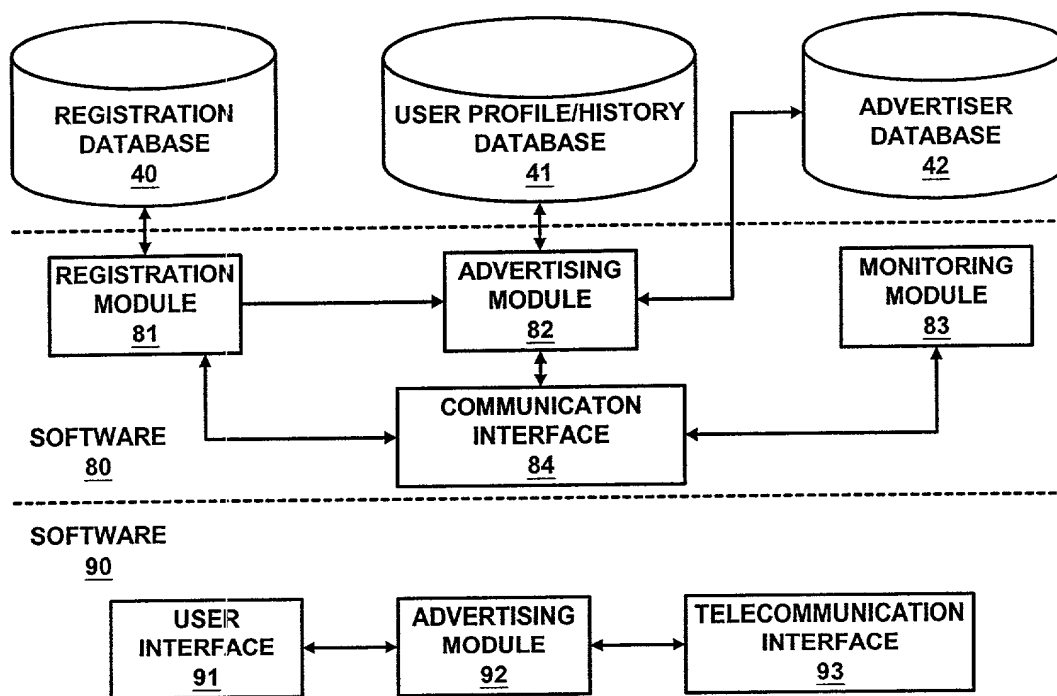 REGISTRATION
DATABASE
40
USER PROFILE/HISTORY
DATABASE
41
ADVERTISER
DATABASE
42
REGISTRATION
MODULE
81
ADVERTISING
MODULE
82
MONITORING
MODULE
83
COMMUNICATON
INTERFACE
84
SOFTWARE
80
SOFTWARE
90
USER
INTERFACE
91
ADVERTISING
MODULE
92
TELECOMMUNICATION
INTERFACE
93